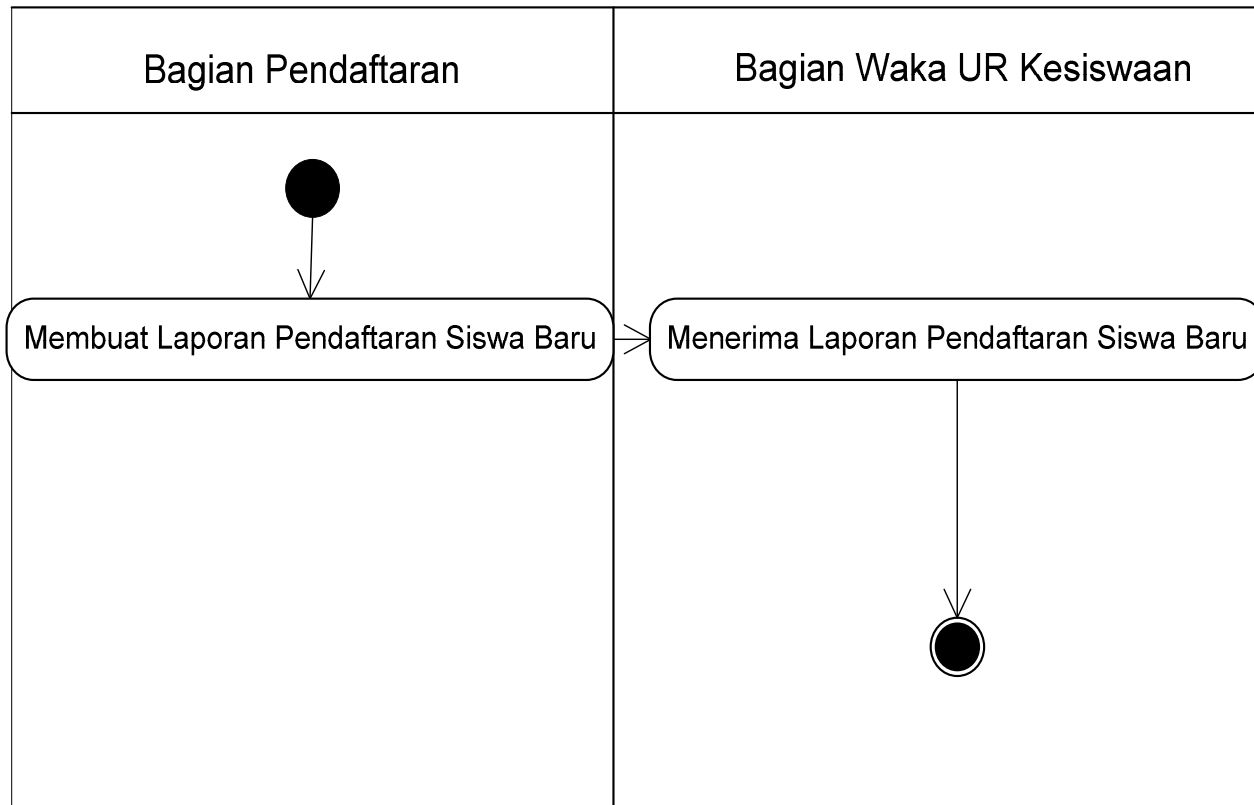 Bagian Pendaftaran
Bagian Waka UR Kesiswaan
Membuat Laporan Pendaftaran Siswa Baru
Menerima Laporan Pendaftaran Siswa Baru